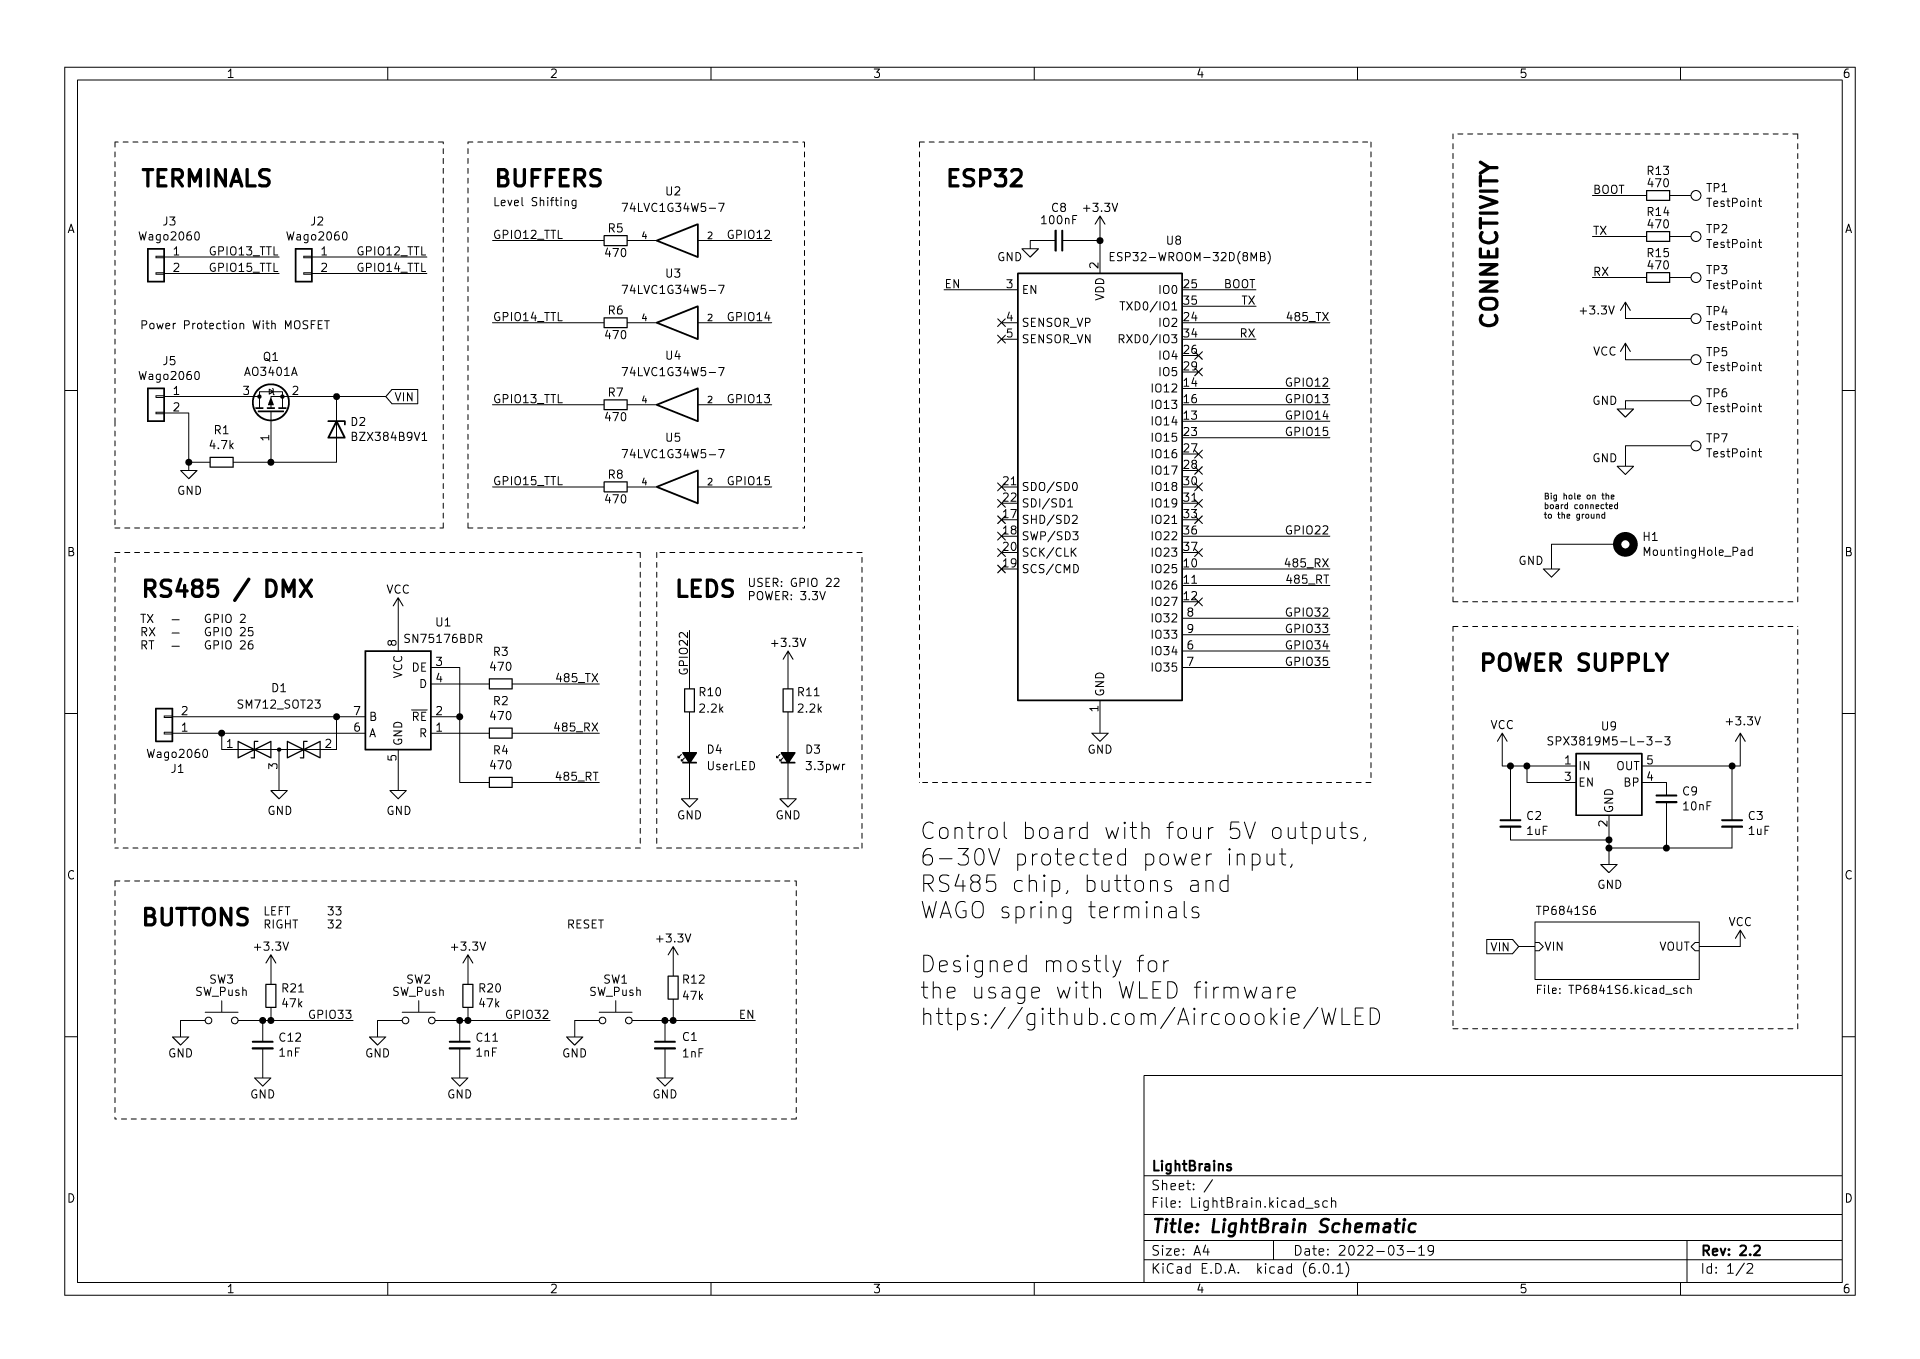 1 2 3 4 5 6
A
B
C
D
TERMINALS
J3
Wago2060
1 GPIO13_TTL
2 GPIO15_TTL
J2
Wago2060
1 GPIO12_TTL
2 GPIO14_TTL
Power Protection With MOSFET
J5
Wago2060
1
2
Q1
AO3401A
3 2
1
VIN
D2
BZX384B9V1
R1
4.7k
GND
BUFFERS
Level Shifting
U2
74LVC1G34W5-7
GPIO12_TTL R5 470 4 2 GPIO12
U3
74LVC1G34W5-7
GPIO14_TTL R6 470 4 2 GPIO14
U4
74LVC1G34W5-7
GPIO13_TTL R7 470 4 2 GPIO13
U5
74LVC1G34W5-7
GPIO15_TTL R8 470 4 2 GPIO15
RS485 / DMX
TX - GPIO 2
RX - GPIO 25
RT - GPIO 26
VCC
U1
SN75176BDR
8
VCC
DE 3
D 4
RE 2
R 1
7 B
6 A
GND
5
GND
R3
470
485_TX
R2
470
485_RX
R4
470
485_RT
D1
SM712_SOT23
2
1
Wago2060
J1
1 2
3
GND
LEDS
USER: GPIO 22
POWER: 3.3V
GPIO22
R10
2.2k
D4
UserLED
GND
+3.3V
R11
2.2k
D3
3.3pwr
GND
BUTTONS
LEFT 33
RIGHT 32
RESET
+3.3V
SW3
SW_Push
R21
47k
GPIO33
GND
C12
1nF
GND
+3.3V
SW2
SW_Push
R20
47k
GPIO32
GND
C11
1nF
GND
+3.3V
SW1
SW_Push
R12
47k
EN
GND
C1
1nF
GND
ESP32
C8
100nF
+3.3V
GND
U8
ESP32-WROOM-32D(8MB)
2
VDD
EN 3 EN
4 SENSOR_VP
5 SENSOR_VN
21 SDO/SD0
22 SDI/SD1
17 SHD/SD2
18 SWP/SD3
20 SCK/CLK
19 SCS/CMD
IO0 25 BOOT
TXD0/IO1 35 TX
IO2 24 485_TX
RXD0/IO3 34 RX
IO4 26
IO5 29
IO12 14 GPIO12
IO13 16 GPIO13
IO14 13 GPIO14
IO15 23 GPIO15
IO16 27
IO17 28
IO18 30
IO19 31
IO21 33
IO22 36 GPIO22
IO23 37
IO25 10 485_RX
IO26 11 485_RT
IO27 12
IO32 8 GPIO32
IO33 9 GPIO33
IO34 6 GPIO34
IO35 7 GPIO35
GND
1
GND
Control board with four 5V outputs,
6-30V protected power input,
RS485 chip, buttons and
WAGO spring terminals
Designed mostly for
the usage with WLED firmware
https://github.com/Aircoookie/WLED
CONNECTIVITY
BOOT R13 470 TP1 TestPoint
TX R14 470 TP2 TestPoint
RX R15 470 TP3 TestPoint
+3.3V TP4 TestPoint
VCC TP5 TestPoint
GND TP6 TestPoint
GND TP7 TestPoint
Big hole on the
board connected
to the ground
H1
MountingHole_Pad
GND
POWER SUPPLY
VCC
U9
SPX3819M5-L-3-3
+3.3V
1 IN OUT 5
3 EN BP 4
GND
2
C9
10nF
C2
1uF
C3
1uF
GND
TP6841S6
VIN VIN VOUT VCC
File: TP6841S6.kicad_sch
LightBrains
Sheet: /
File: LightBrain.kicad_sch
Title: LightBrain Schematic
Size: A4 Date: 2022-03-19 Rev: 2.2
KiCad E.D.A. kicad (6.0.1) Id: 1/2
1 2 3 4 5 6
A
B
C
D